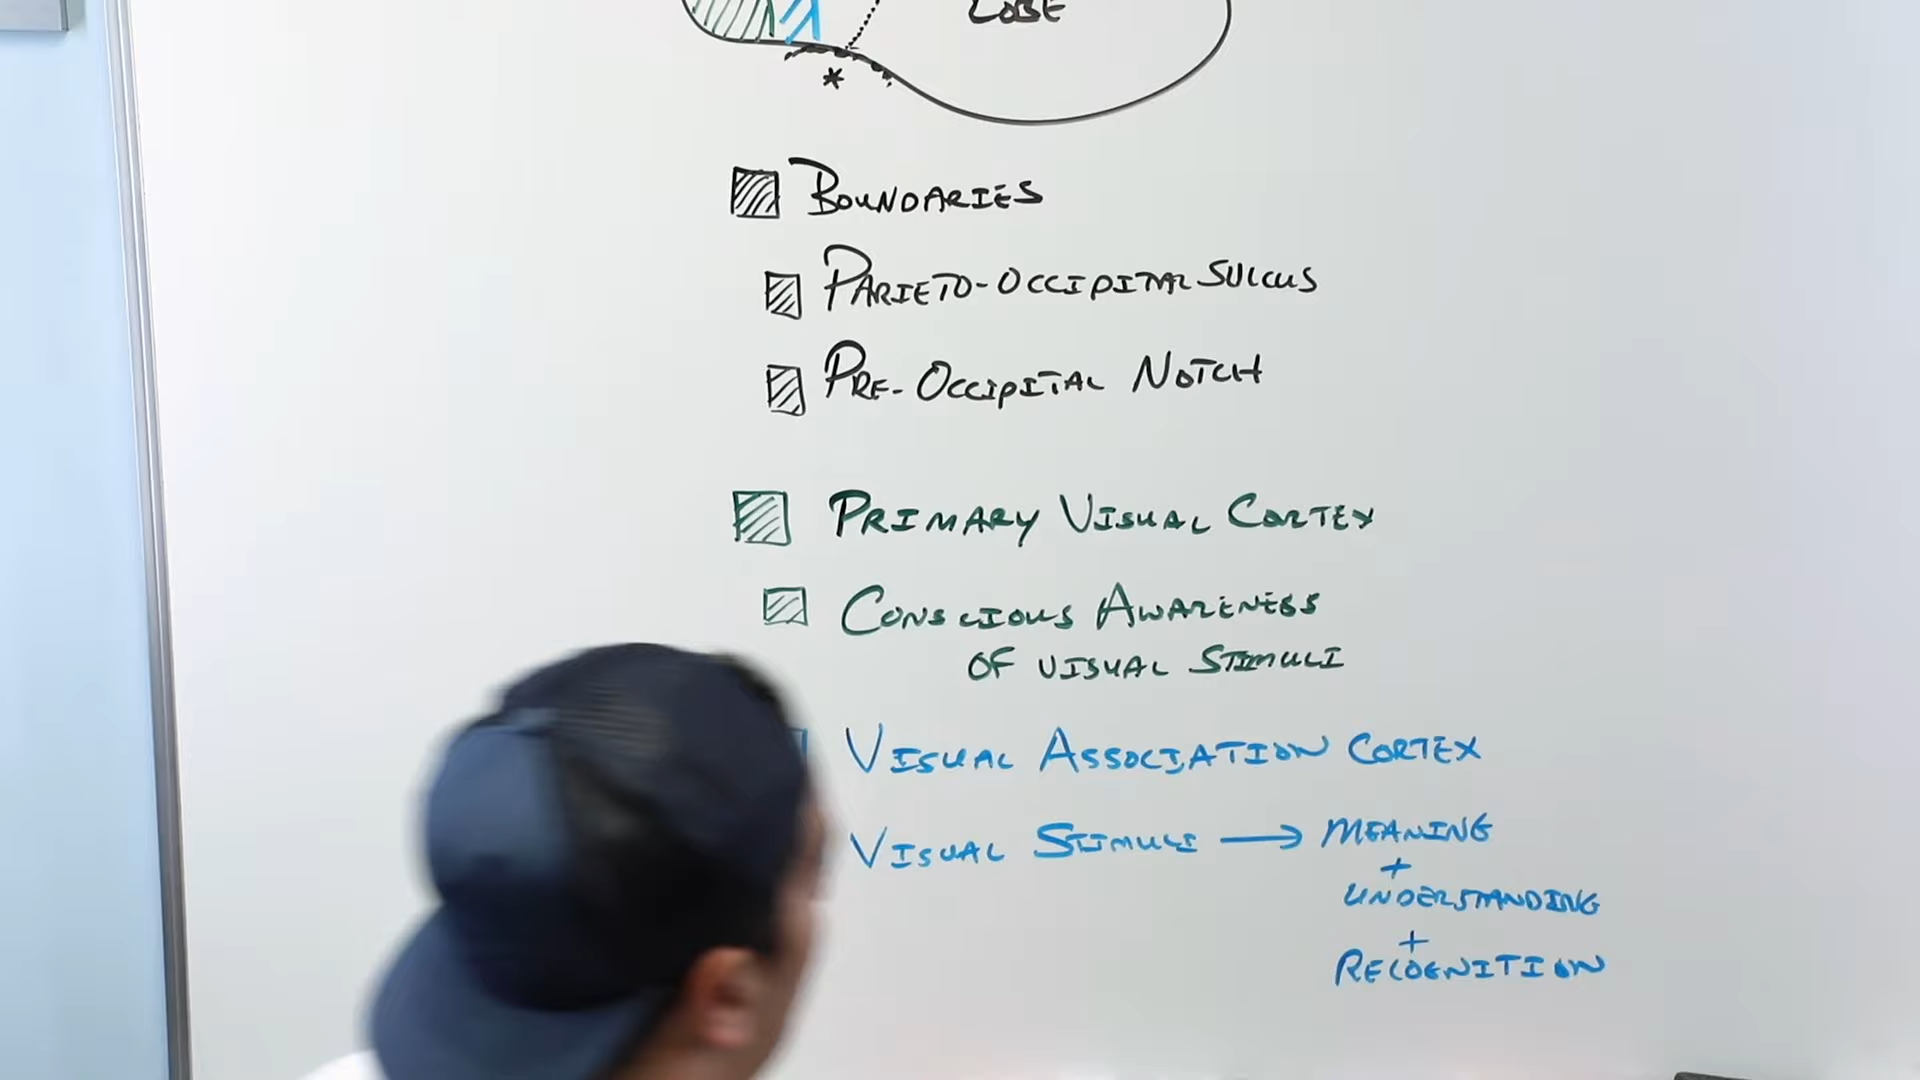 LOBE
*
BOUNDARIES
PARIETO-OCCIPITAL SULCUS
PRE-OCCIPITAL NOTCH
PRIMARY VISUAL CORTEX
CONSCIOUS AWARENESS
OF VISUAL STIMULI
VISUAL ASSOCIATION CORTEX
VISUAL STIMULI → MEANING
+
UNDERSTANDING
+
RECOGNITION